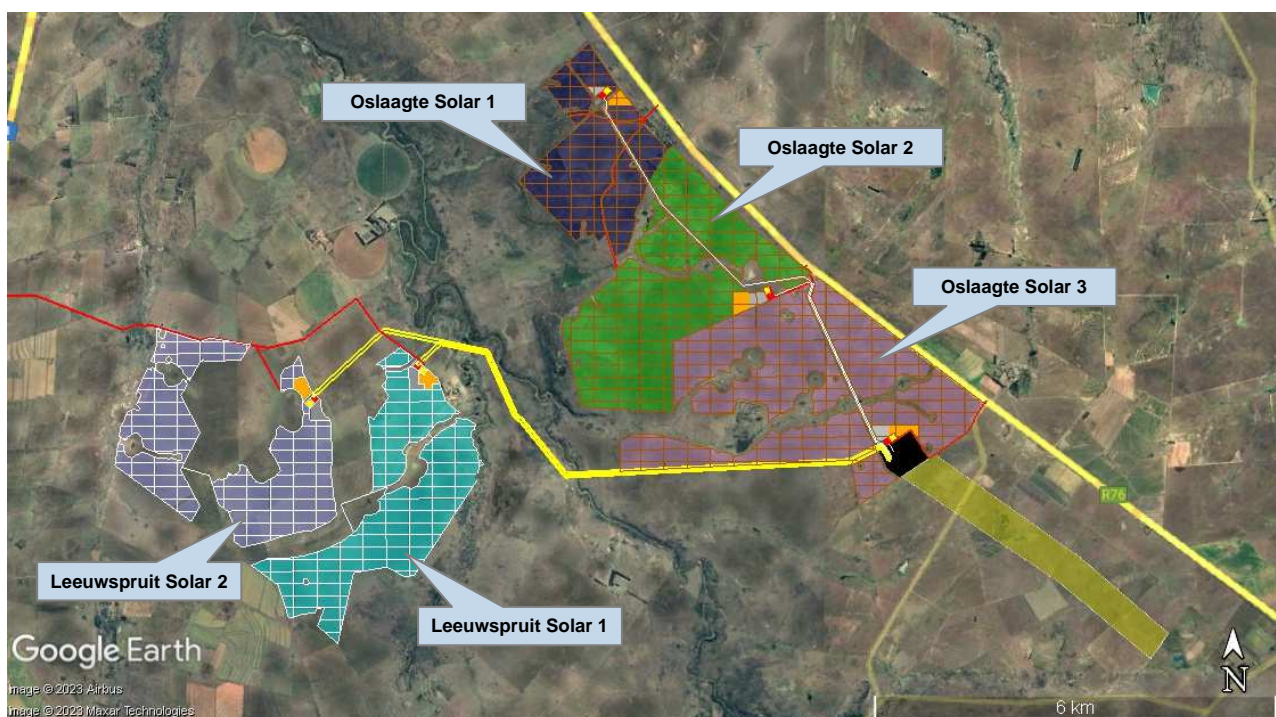 Oslaagte Solar 1
Oslaagte Solar 2
Oslaagte Solar 3
R76
Leeuwspruit Solar 2
Leeuwspruit Solar 1
Google Earth
Image © 2023 Airbus
Image © 2023 Maxar Technologies
N
6 km